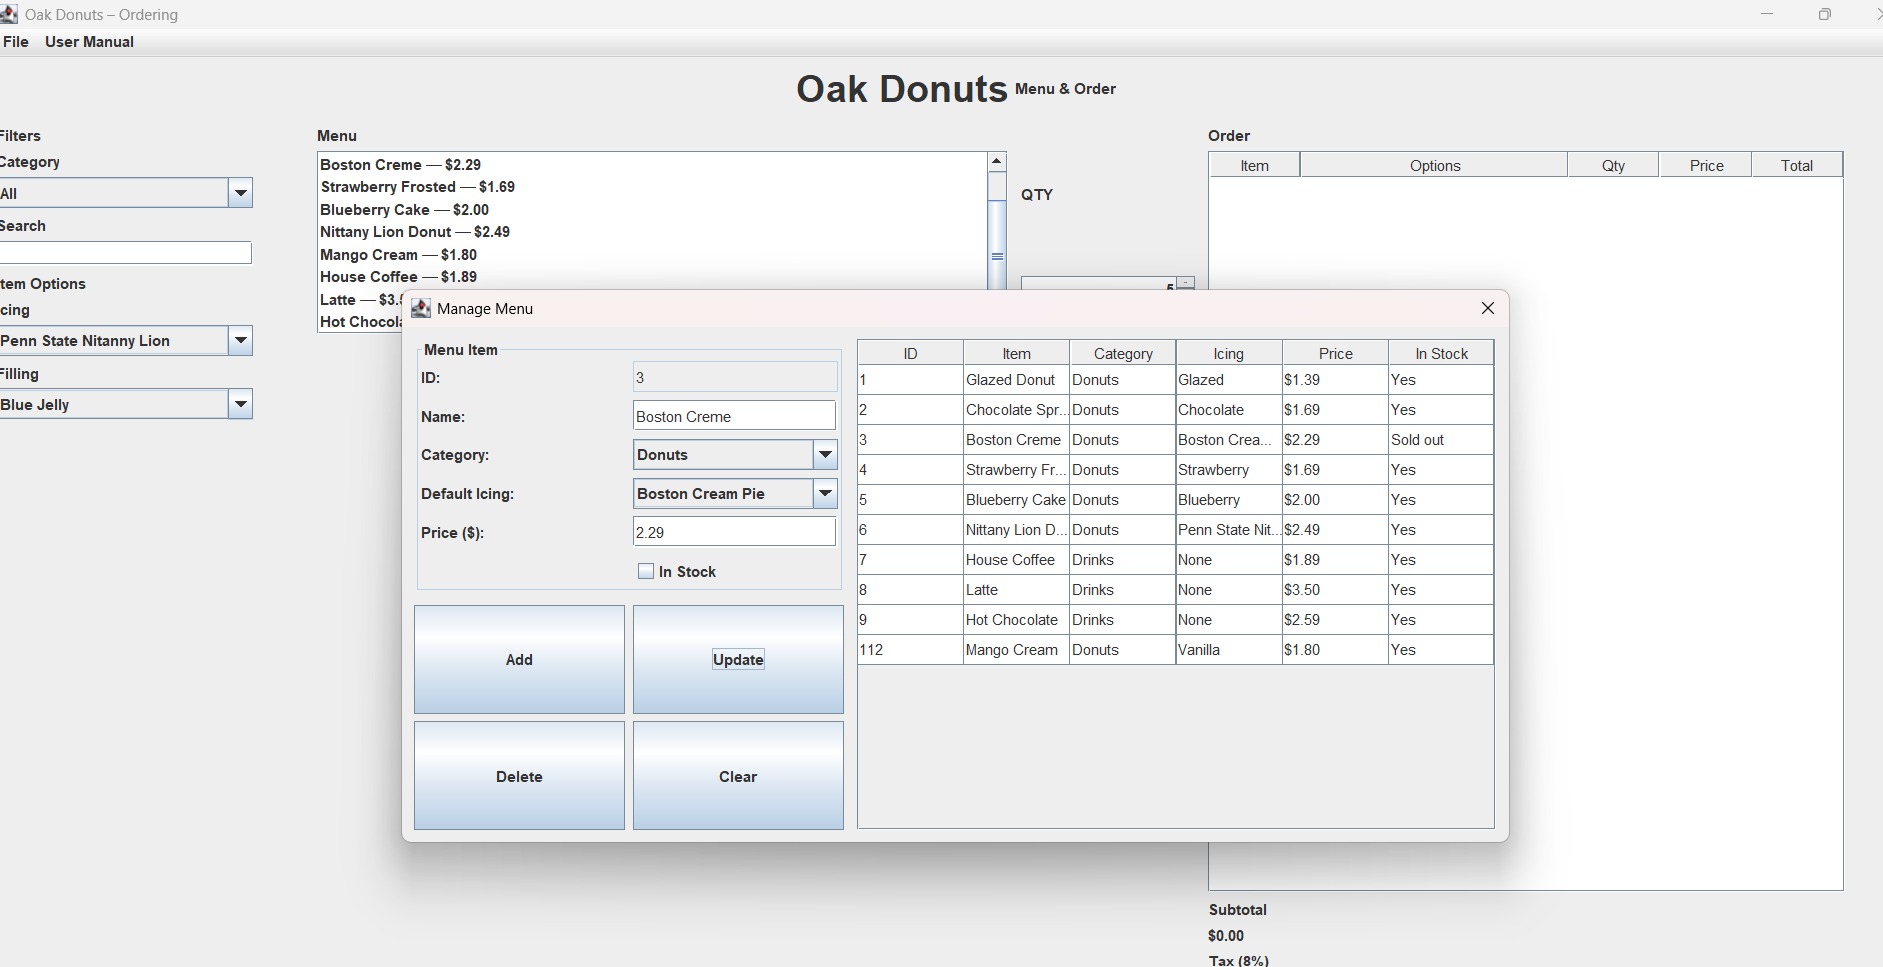 Oak Donuts – Ordering
File User Manual
Oak Donuts Menu & Order
Filters
Category
All
Search
tem Options
cing
Penn State Nitanny Lion
Filling
Blue Jelly
Menu
Boston Creme — $2.29
Strawberry Frosted — $1.69
Blueberry Cake — $2.00
Nittany Lion Donut — $2.49
Mango Cream — $1.80
House Coffee — $1.89
Latte — $3.5
Hot Chocola
QTY
5
Order
Item Options Qty Price Total
Manage Menu
Menu Item
ID: 3
Name: Boston Creme
Category: Donuts
Default Icing: Boston Cream Pie
Price ($): 2.29
In Stock
Add Update
Delete Clear
ID Item Category Icing Price In Stock
1 Glazed Donut Donuts Glazed $1.39 Yes
2 Chocolate Spr... Donuts Chocolate $1.69 Yes
3 Boston Creme Donuts Boston Crea... $2.29 Sold out
4 Strawberry Fr... Donuts Strawberry $1.69 Yes
5 Blueberry Cake Donuts Blueberry $2.00 Yes
6 Nittany Lion D... Donuts Penn State Nit... $2.49 Yes
7 House Coffee Drinks None $1.89 Yes
8 Latte Drinks None $3.50 Yes
9 Hot Chocolate Drinks None $2.59 Yes
112 Mango Cream Donuts Vanilla $1.80 Yes
Subtotal
$0.00
Tax (8%)